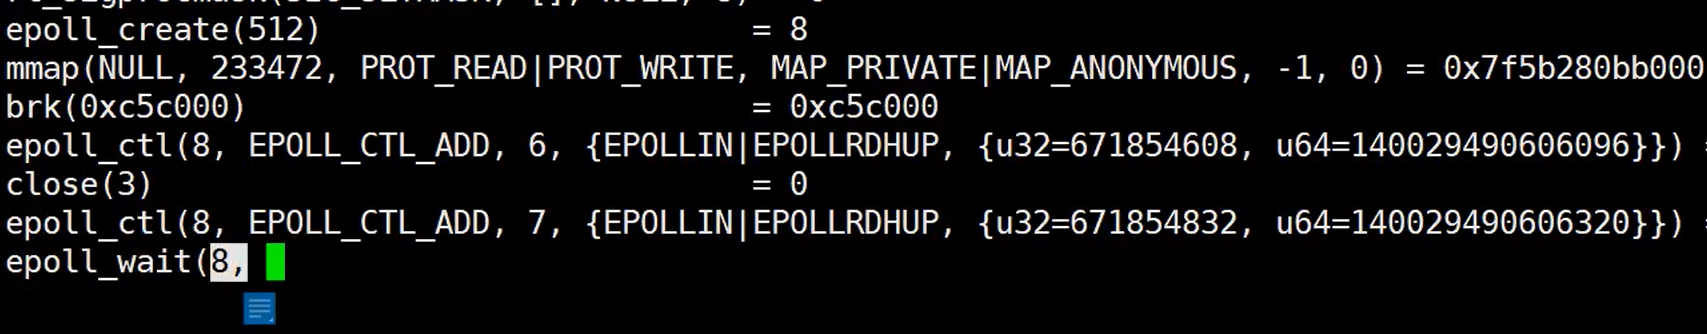 epoll_create(512) = 8
mmap(NULL, 233472, PROT_READ|PROT_WRITE, MAP_PRIVATE|MAP_ANONYMOUS, -1, 0) = 0x7f5b280bb000
brk(0xc5c000) = 0xc5c000
epoll_ctl(8, EPOLL_CTL_ADD, 6, {EPOLLIN|EPOLLRDHUP, {u32=671854608, u64=140029490606096}}) =
close(3) = 0
epoll_ctl(8, EPOLL_CTL_ADD, 7, {EPOLLIN|EPOLLRDHUP, {u32=671854832, u64=140029490606320}}) =
epoll_wait(8,